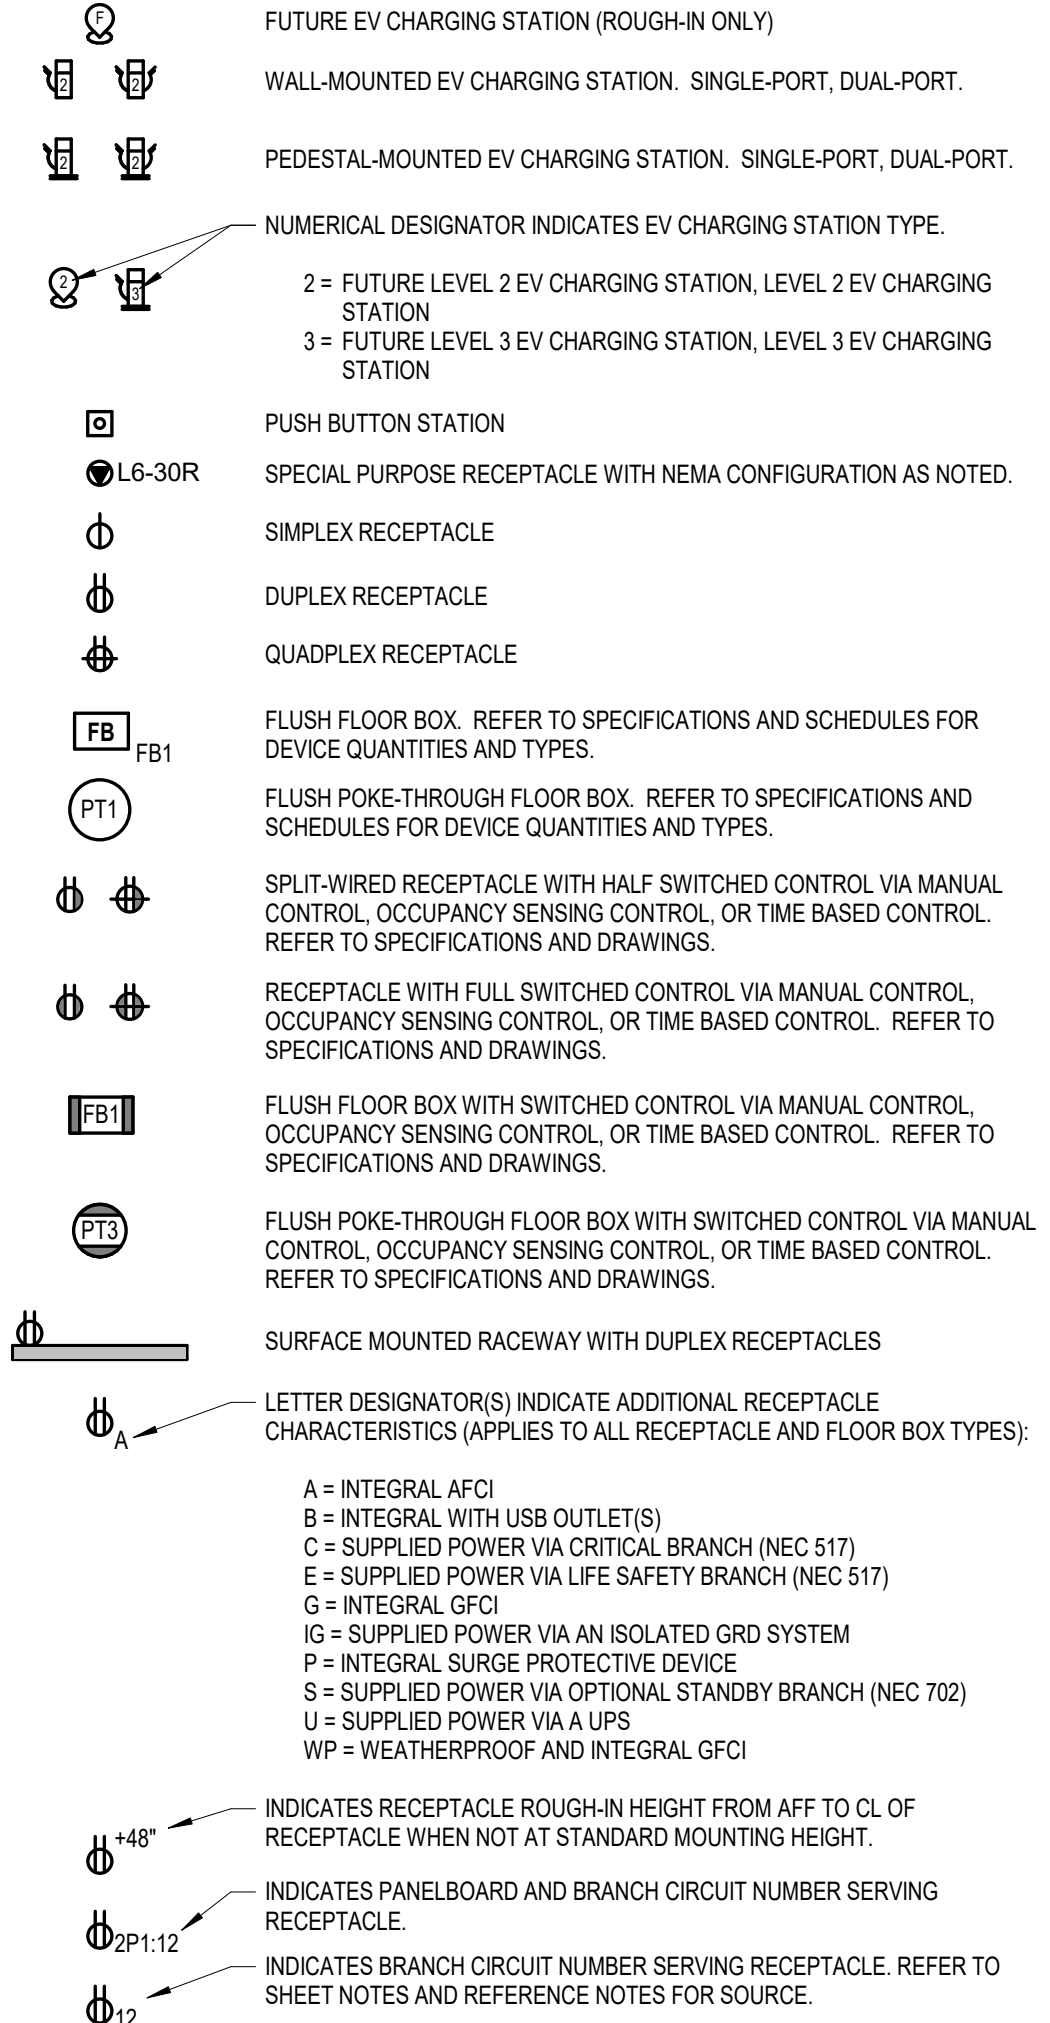 F FUTURE EV CHARGING STATION (ROUGH-IN ONLY)
2 2 WALL-MOUNTED EV CHARGING STATION. SINGLE-PORT, DUAL-PORT.
2 2 PEDESTAL-MOUNTED EV CHARGING STATION. SINGLE-PORT, DUAL-PORT.
NUMERICAL DESIGNATOR INDICATES EV CHARGING STATION TYPE.
2 3
2 = FUTURE LEVEL 2 EV CHARGING STATION, LEVEL 2 EV CHARGING
STATION
3 = FUTURE LEVEL 3 EV CHARGING STATION, LEVEL 3 EV CHARGING
STATION
PUSH BUTTON STATION
L6-30R SPECIAL PURPOSE RECEPTACLE WITH NEMA CONFIGURATION AS NOTED.
SIMPLEX RECEPTACLE
DUPLEX RECEPTACLE
QUADPLEX RECEPTACLE
FB FB1
FLUSH FLOOR BOX. REFER TO SPECIFICATIONS AND SCHEDULES FOR
DEVICE QUANTITIES AND TYPES.
PT1
FLUSH POKE-THROUGH FLOOR BOX. REFER TO SPECIFICATIONS AND
SCHEDULES FOR DEVICE QUANTITIES AND TYPES.
SPLIT-WIRED RECEPTACLE WITH HALF SWITCHED CONTROL VIA MANUAL
CONTROL, OCCUPANCY SENSING CONTROL, OR TIME BASED CONTROL.
REFER TO SPECIFICATIONS AND DRAWINGS.
RECEPTACLE WITH FULL SWITCHED CONTROL VIA MANUAL CONTROL,
OCCUPANCY SENSING CONTROL, OR TIME BASED CONTROL. REFER TO
SPECIFICATIONS AND DRAWINGS.
FB1
FLUSH FLOOR BOX WITH SWITCHED CONTROL VIA MANUAL CONTROL,
OCCUPANCY SENSING CONTROL, OR TIME BASED CONTROL. REFER TO
SPECIFICATIONS AND DRAWINGS.
PT3
FLUSH POKE-THROUGH FLOOR BOX WITH SWITCHED CONTROL VIA MANUAL
CONTROL, OCCUPANCY SENSING CONTROL, OR TIME BASED CONTROL.
REFER TO SPECIFICATIONS AND DRAWINGS.
SURFACE MOUNTED RACEWAY WITH DUPLEX RECEPTACLES
A
LETTER DESIGNATOR(S) INDICATE ADDITIONAL RECEPTACLE
CHARACTERISTICS (APPLIES TO ALL RECEPTACLE AND FLOOR BOX TYPES):
A = INTEGRAL AFCI
B = INTEGRAL WITH USB OUTLET(S)
C = SUPPLIED POWER VIA CRITICAL BRANCH (NEC 517)
E = SUPPLIED POWER VIA LIFE SAFETY BRANCH (NEC 517)
G = INTEGRAL GFCI
IG = SUPPLIED POWER VIA AN ISOLATED GRD SYSTEM
P = INTEGRAL SURGE PROTECTIVE DEVICE
S = SUPPLIED POWER VIA OPTIONAL STANDBY BRANCH (NEC 702)
U = SUPPLIED POWER VIA A UPS
WP = WEATHERPROOF AND INTEGRAL GFCI
+48"
INDICATES RECEPTACLE ROUGH-IN HEIGHT FROM AFF TO CL OF
RECEPTACLE WHEN NOT AT STANDARD MOUNTING HEIGHT.
2P1:12
INDICATES PANELBOARD AND BRANCH CIRCUIT NUMBER SERVING
RECEPTACLE.
12
INDICATES BRANCH CIRCUIT NUMBER SERVING RECEPTACLE. REFER TO
SHEET NOTES AND REFERENCE NOTES FOR SOURCE.